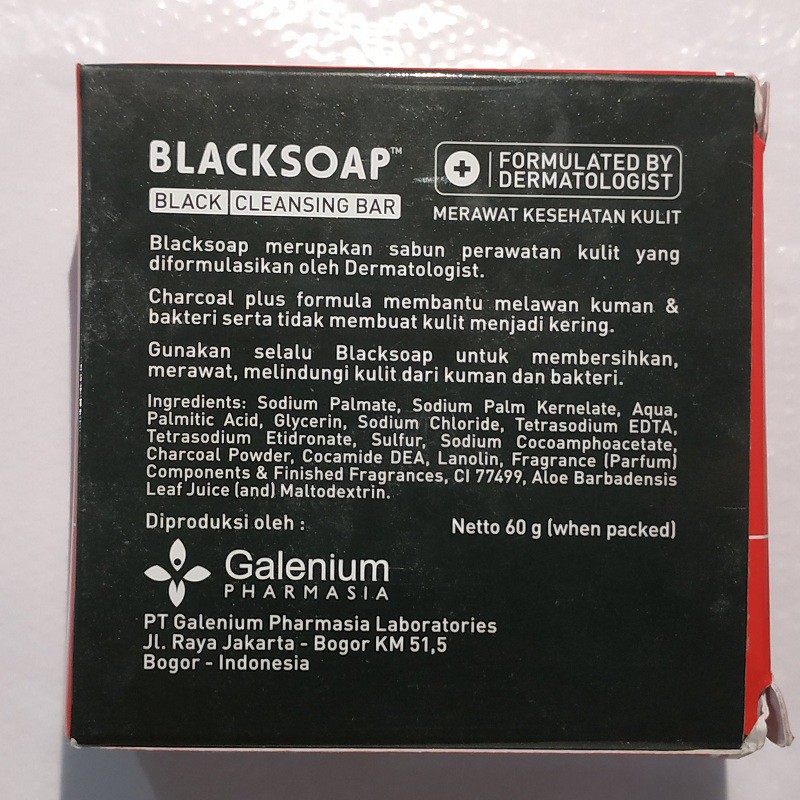 BLACKSOAP™
BLACK CLEANSING BAR
FORMULATED BY
DERMATOLOGIST
MERAWAT KESEHATAN KULIT
Blacksoap merupakan sabun perawatan kulit yang
diformulasikan oleh Dermatologist.
Charcoal plus formula membantu melawan kuman &
bakteri serta tidak membuat kulit menjadi kering.
Gunakan selalu Blacksoap untuk membersihkan,
merawat, melindungi kulit dari kuman dan bakteri.
Ingredients: Sodium Palmate, Sodium Palm Kernelate, Aqua,
Palmitic Acid, Glycerin, Sodium Chloride, Tetrasodium EDTA,
Tetrasodium Etidronate, Sulfur, Sodium Cocoamphoacetate,
Charcoal Powder, Cocamide DEA, Lanolin, Fragrance (Parfum)
Components & Finished Fragrances, CI 77499, Aloe Barbadensis
Leaf Juice (and) Maltodextrin.
Diproduksi oleh :
Netto 60 g (when packed)
Galenium
PHARMASIA
PT Galenium Pharmasia Laboratories
Jl. Raya Jakarta - Bogor KM 51,5
Bogor - Indonesia